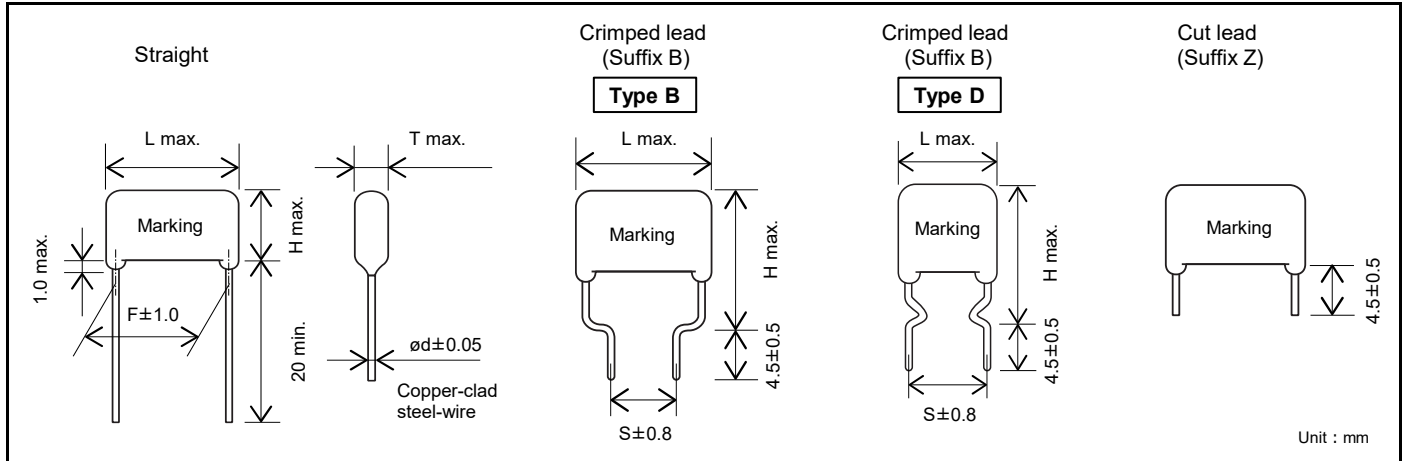 Straight
Crimped lead
(Suffix B)
Type B
Crimped lead
(Suffix B)
Type D
Cut lead
(Suffix Z)
L max.
T max.
L max.
L max.
Marking
H max.
1.0 max.
F±1.0
20 min.
ød±0.05
Copper-clad
steel-wire
Marking
H max.
4.5±0.5
S±0.8
Marking
H max.
4.5±0.5
S±0.8
Marking
4.5±0.5
Unit : mm